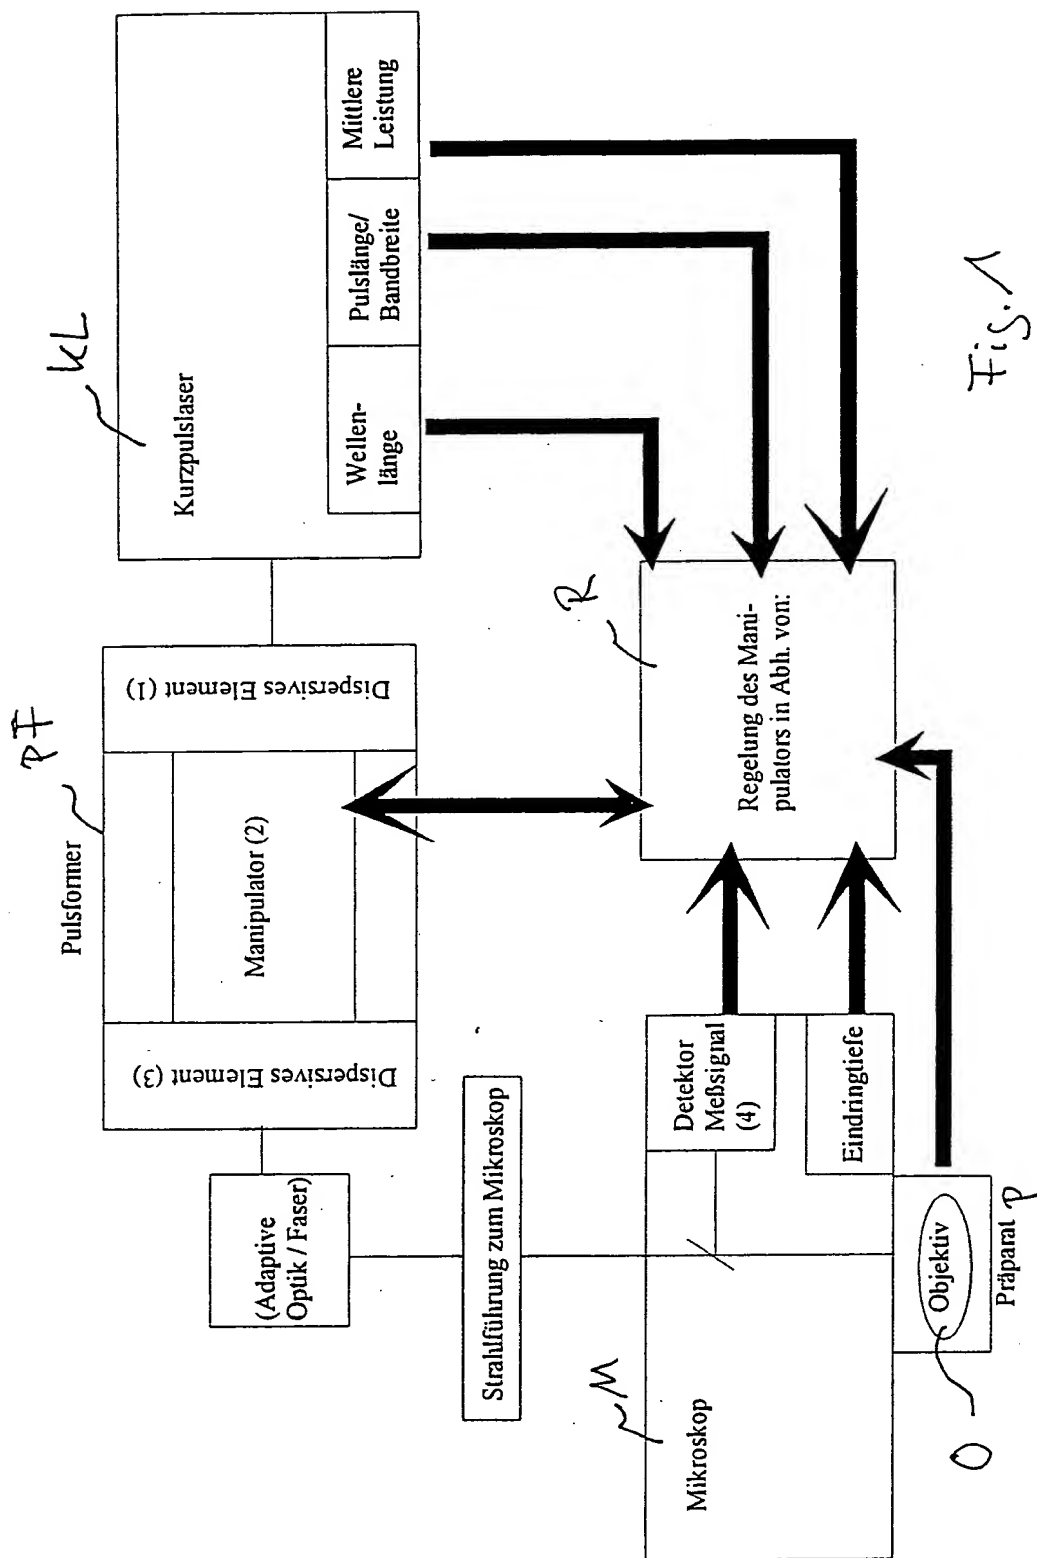 Pulsformer
PF
KL
Dispersives Element (3)
Manipulator (2)
Dispersives Element (1)
Kurzpulslaser
Wellen-
länge
Pulslänge/
Bandbreite
Mittlere
Leistung
(Adaptive
Optik / Faser)
Strahlführung zum Mikroskop
M
Mikroskop
Detektor
Meßsignal
(4)
Eindringtiefe
R
Regelung des Mani-
pulators in Abh. von:
O
Objektiv
Präparat P
Fig. 1